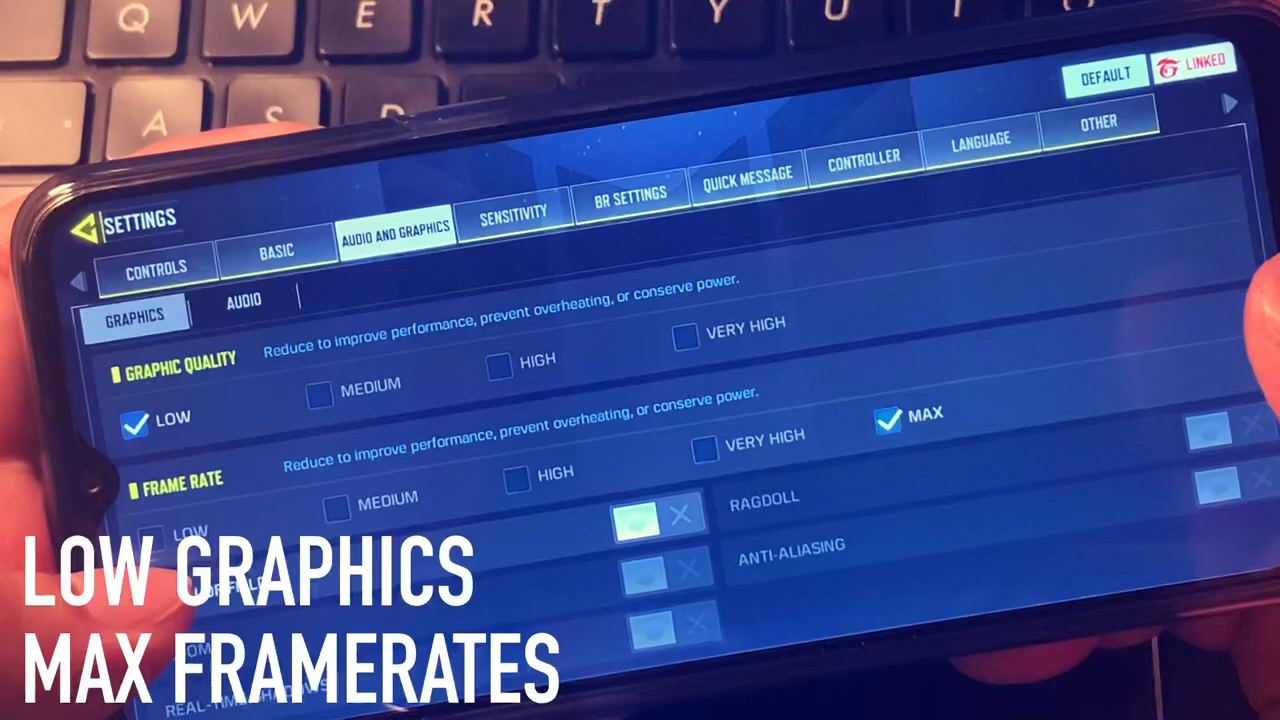 Q W E R T Y U I
A S D
DEFAULT LINKED
SETTINGS
CONTROLS BASIC AUDIO AND GRAPHICS SENSITIVITY BR SETTINGS QUICK MESSAGE CONTROLLER LANGUAGE OTHER
GRAPHICS AUDIO
GRAPHIC QUALITY Reduce to improve performance, prevent overheating, or conserve power.
LOW MEDIUM HIGH VERY HIGH
FRAME RATE Reduce to improve performance, prevent overheating, or conserve power.
LOW MEDIUM HIGH VERY HIGH MAX
RAGDOLL
ANTI-ALIASING
REAL-TIME SHADOWS
LOW GRAPHICS
MAX FRAMERATES